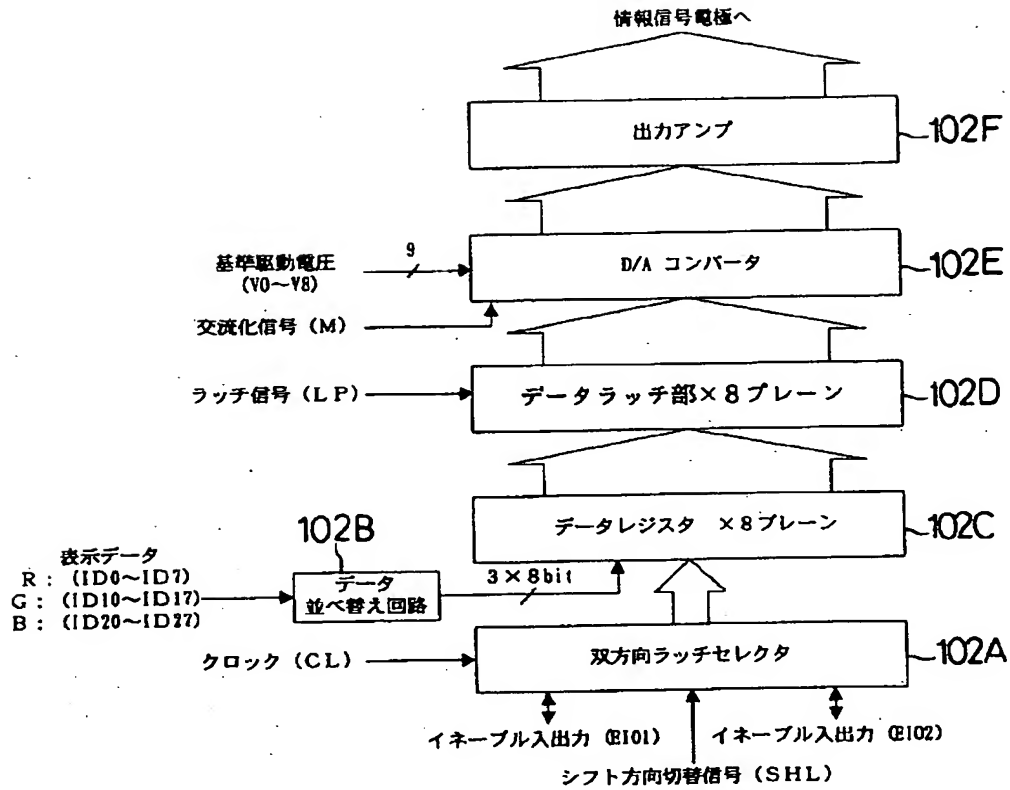 情報信号電極へ
出力アンプ
102F
基準駆動電圧
(V0~V8)
9
D/A コンバータ
102E
交流化信号(M)
ラッチ信号(LP)
データラッチ部×8プレーン
102D
データレジスタ ×8プレーン
102C
102B
表示データ
R: (ID0~ID7)
G: (ID10~ID17)
B: (ID20~ID27)
データ
並べ替え回路
3×8bit
クロック(CL)
双方向ラッチセレクタ
102A
イネーブル入出力(EIO1)
イネーブル入出力(EIO2)
シフト方向切替信号(SHL)